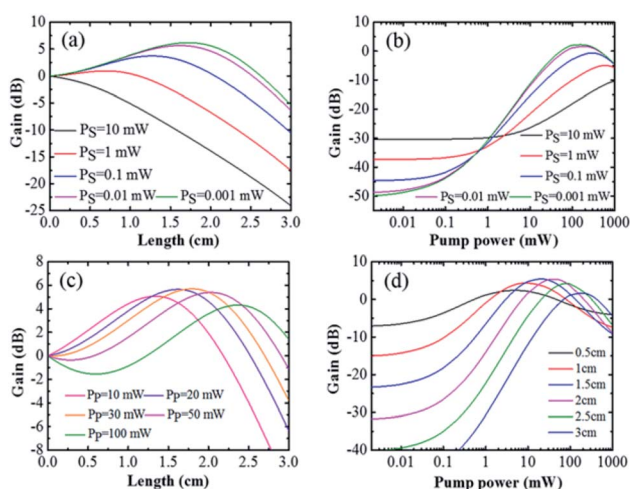 (a)
Gain (dB)
10
5
0
-5
-10
-15
-20
-25
PS=10 mW
PS=1 mW
PS=0.1 mW
PS=0.01 mW PS=0.001 mW
0.0 0.5 1.0 1.5 2.0 2.5 3.0
Length (cm)
(b)
Gain (dB)
10
0
-10
-20
-30
-40
-50
PS=10 mW
PS=1 mW
PS=0.1 mW
PS=0.01 mW PS=0.001 mW
0.01 0.1 1 10 100 1000
Pump power (mW)
(c)
Gain (dB)
8
6
4
2
0
-2
-4
-6
-8
PP=10 mW PP=20 mW
PP=30 mW PP=50 mW
PP=100 mW
0.0 0.5 1.0 1.5 2.0 2.5 3.0
Length (cm)
(d)
Gain (dB)
10
0
-10
-20
-30
-40
0.5cm
1cm
1.5cm
2cm
2.5cm
3cm
0.01 0.1 1 10 100 1000
Pump power (mW)